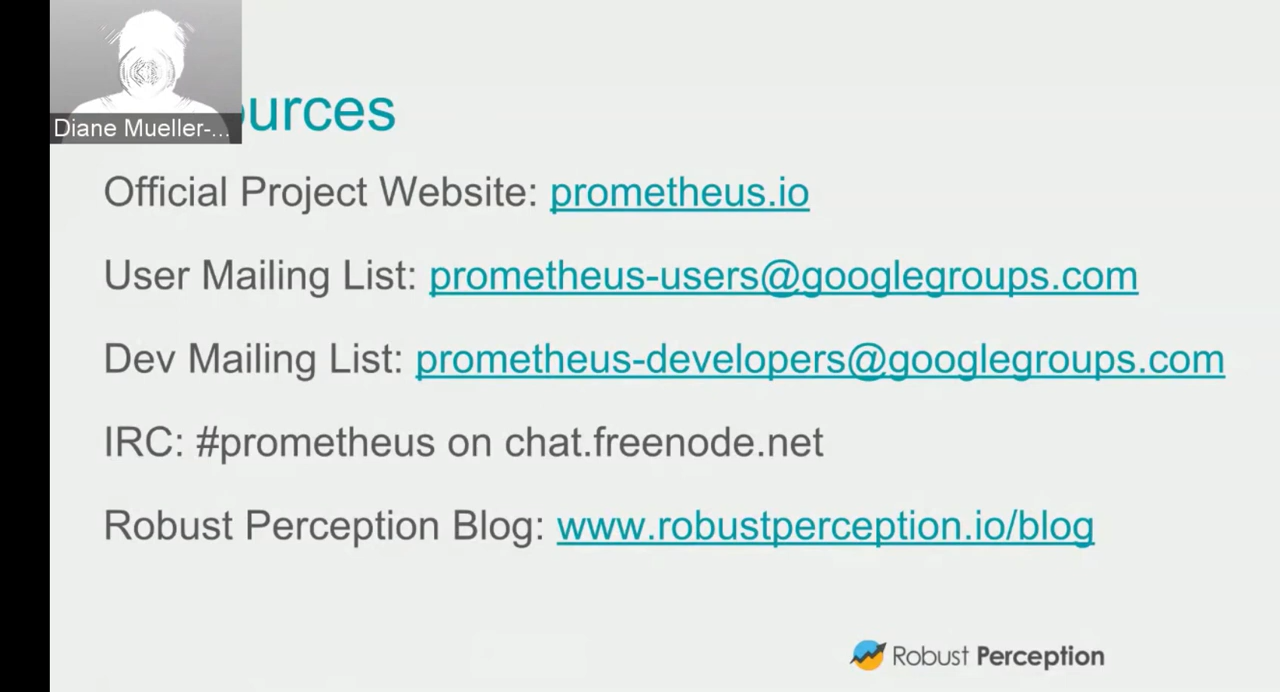 Diane Mueller-...
ources
Official Project Website: prometheus.io
User Mailing List: prometheus-users@googlegroups.com
Dev Mailing List: prometheus-developers@googlegroups.com
IRC: #prometheus on chat.freenode.net
Robust Perception Blog: www.robustperception.io/blog
Robust Perception